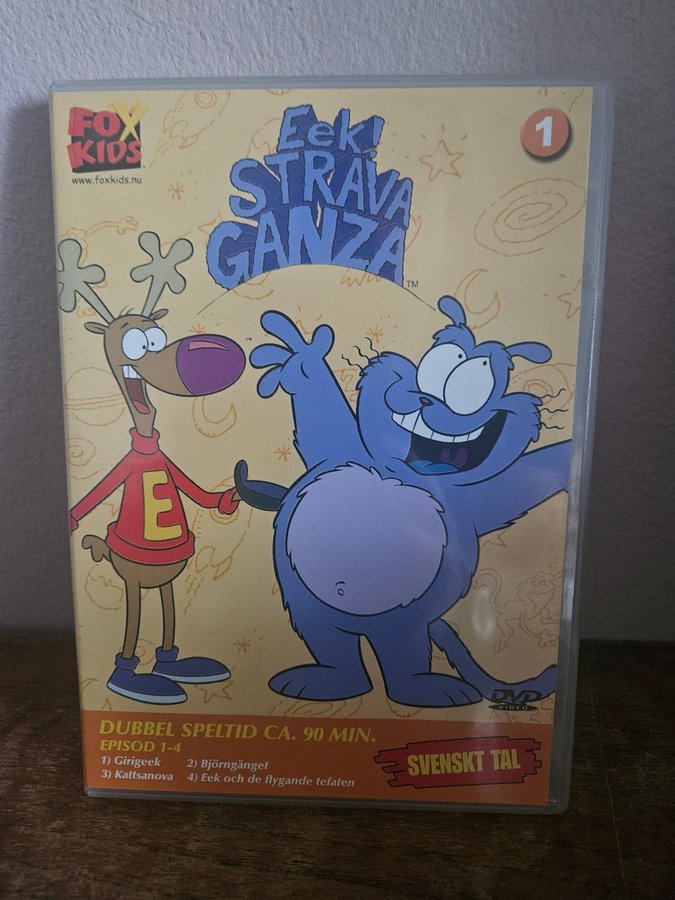 FOX
KIDS
www.foxkids.nu
Eek!
STRAVA
GANZA
™
1
E
DVD
VIDEO
DUBBEL SPELTID CA. 90 MIN.
EPISOD 1-4
1) Girigeek 2) Björngänget
3) Kattsanova 4) Eek och de flygande tefaten
SVENSKT TAL